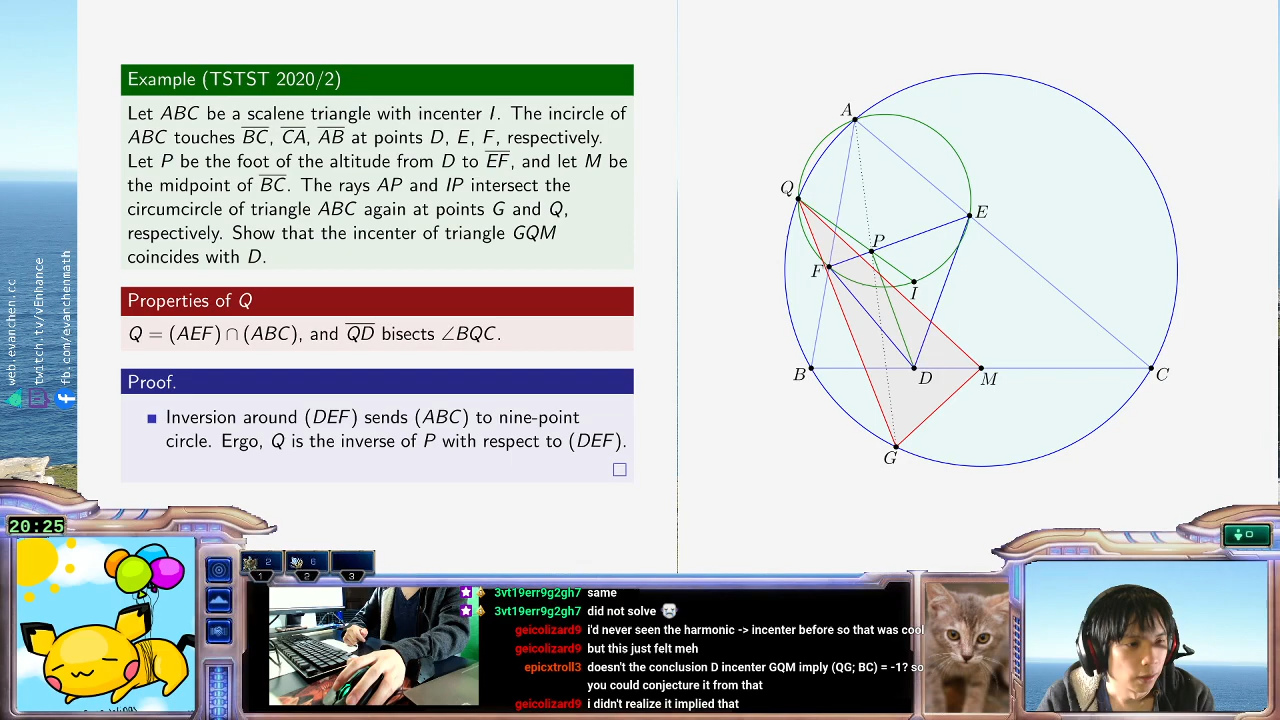 Example (TSTST 2020/2)
Let ABC be a scalene triangle with incenter I. The incircle of
ABC touches B̅C̅, C̅A̅, A̅B̅ at points D, E, F, respectively.
Let P be the foot of the altitude from D to E̅F̅, and let M be
the midpoint of B̅C̅. The rays AP and IP intersect the
circumcircle of triangle ABC again at points G and Q,
respectively. Show that the incenter of triangle GQM
coincides with D.
Properties of Q
Q = (AEF) ∩ (ABC), and Q̅D̅ bisects ∠BQC.
Proof.
Inversion around (DEF) sends (ABC) to nine-point
circle. Ergo, Q is the inverse of P with respect to (DEF).
A
Q
E
P
F
I
B
D
M
C
G
web.evanchen.cc
twitch.tv/vEnhance
fb.com/evanchenmath
20:25
2
6
1
2
3
0
3vt19err9g2gh7 same
3vt19err9g2gh7 did not solve
geicolizard9 i'd never seen the harmonic -> incenter before so that was cool
geicolizard9 but this just felt meh
epicxtroll3 doesn't the conclusion D incenter GQM imply (QG; BC) = -1? so
you could conjecture it from that
geicolizard9 i didn't realize it implied that